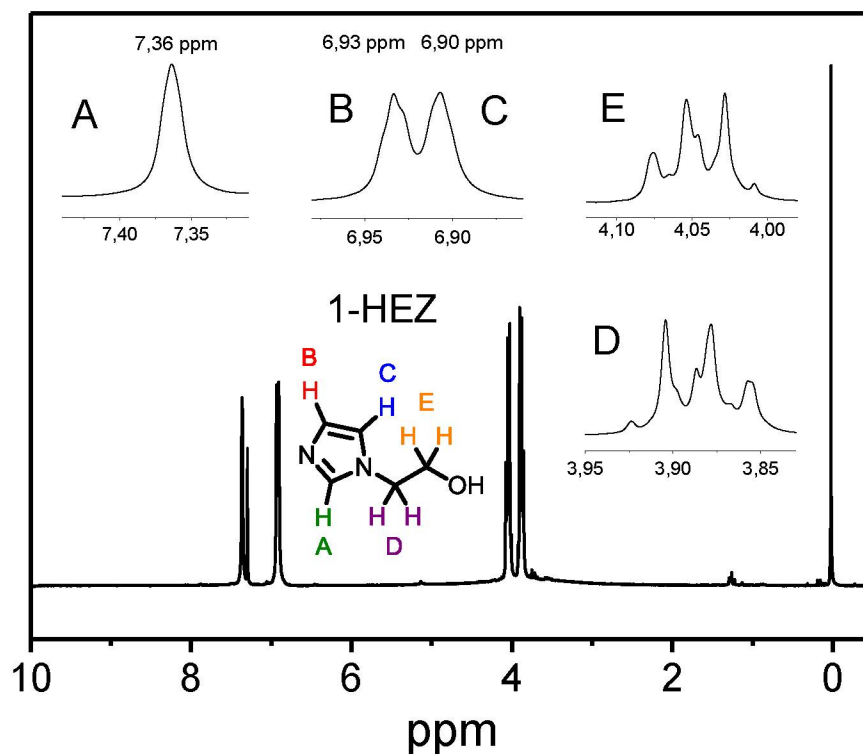 7,36 ppm
6,93 ppm 6,90 ppm
A
B
C
E
7,40 7,35
6,95 6,90
4,10 4,05 4,00
1-HEZ
D
B
H
C
H
E
H H
N
N
OH
H
A
H H
D
3,95 3,90 3,85
10 8 6 4 2 0
ppm